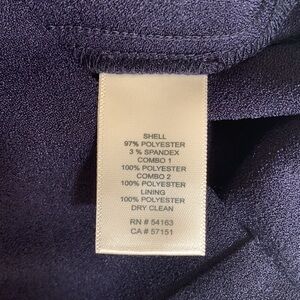 SHELL
97% POLYESTER
3 % SPANDEX
COMBO 1
100% POLYESTER
COMBO 2
100% POLYESTER
LINING
100% POLYESTER
DRY CLEAN
RN # 54163
CA # 57151